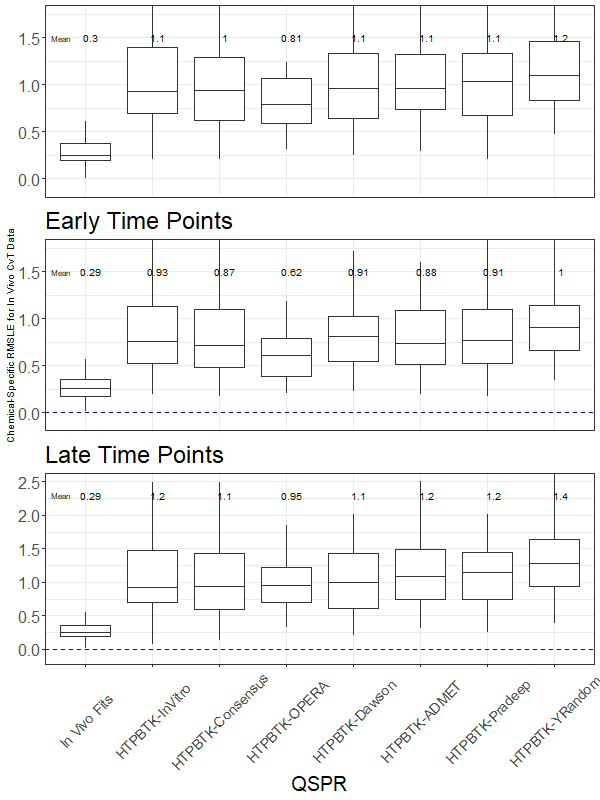 1.5
Mean 0.3 1.1 1 0.81 1.1 1.1 1.1 1.2
1.0
0.5
0.0
Early Time Points
Chemical-Specific RMSLE for In Vivo CvT Data
1.5
Mean 0.29 0.93 0.87 0.62 0.91 0.88 0.91 1
1.0
0.5
0.0
Late Time Points
2.5
Mean 0.29 1.2 1.1 0.95 1.1 1.2 1.2 1.4
2.0
1.5
1.0
0.5
0.0
In Vivo Fits
HTPBTK-InVitro
HTPBTK-Consensus
HTPBTK-OPERA
HTPBTK-Dawson
HTPBTK-ADMET
HTPBTK-Pradeep
HTPBTK-YRandom
QSPR